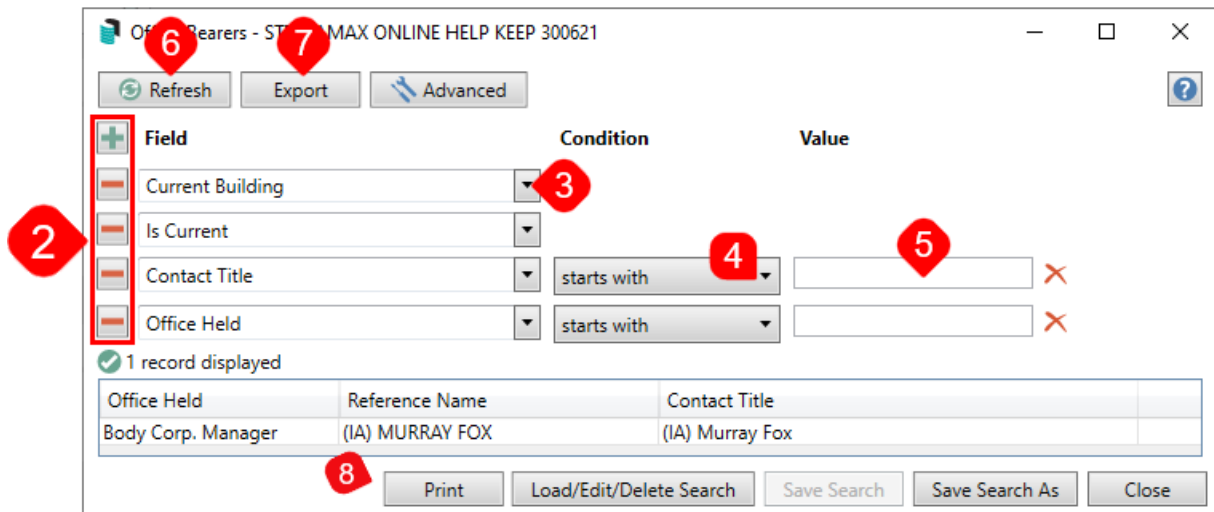 Of Bearers - ST MAX ONLINE HELP KEEP 300621
6
7
Refresh
Export
Advanced
?
Field
Condition
Value
2
Current Building
3
Is Current
Contact Title
starts with
4
5
Office Held
starts with
1 record displayed
Office Held
Reference Name
Contact Title
Body Corp. Manager
(IA) MURRAY FOX
(IA) Murray Fox
8
Print
Load/Edit/Delete Search
Save Search
Save Search As
Close